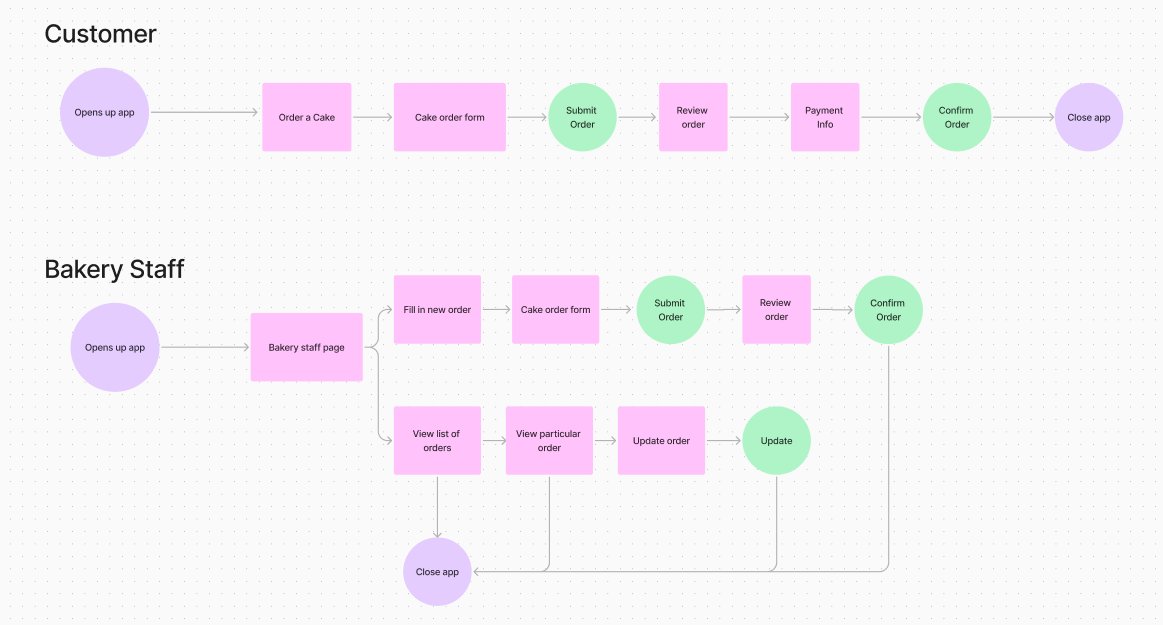 Customer
Opens up app
Order a Cake
Cake order form
Submit
Order
Review
order
Payment
Info
Confirm
Order
Close app
Bakery Staff
Opens up app
Bakery staff page
Fill in new order
Cake order form
Submit
Order
Review
order
Confirm
Order
View list of
orders
View particular
order
Update order
Update
Close app